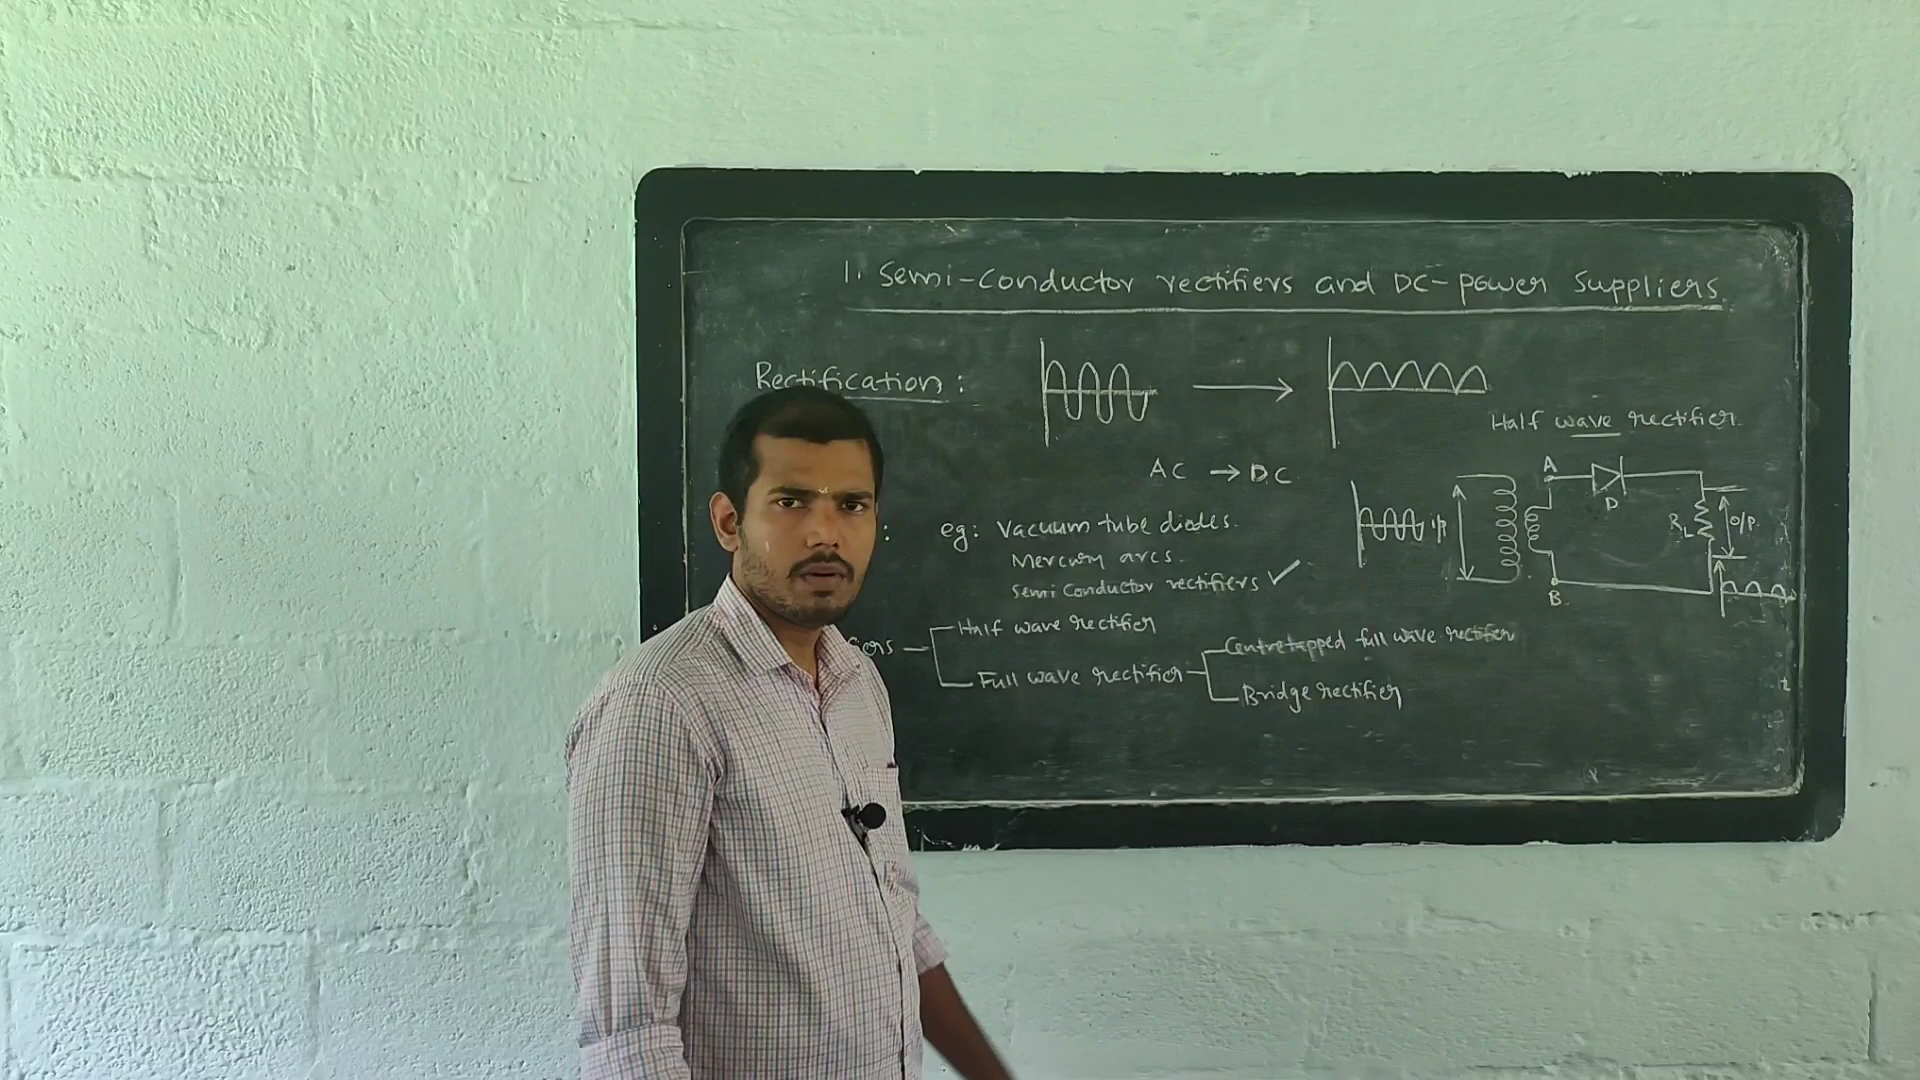 1. Semi-Conductor rectifiers and DC-power Suppliers.
Rectification :
Half wave rectifier.
AC → DC
A
D
i/p
RL
o/p.
B
: eg: Vacuum tube diodes.
Mercury arcs.
Semi Conductor rectifiers ✓
Half wave rectifier
Full wave rectifier
Centretapped full wave rectifier
Bridge rectifier